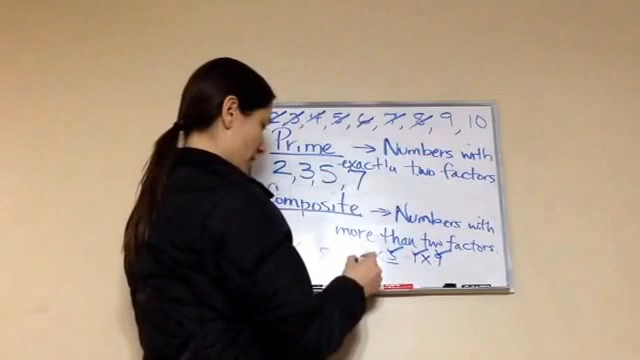 2, 3, 4, 5, 6, 7, 8, 9, 10
Prime → Numbers with
exactly two factors
2, 3, 5, 7
Composite → Numbers with
more than two factors.